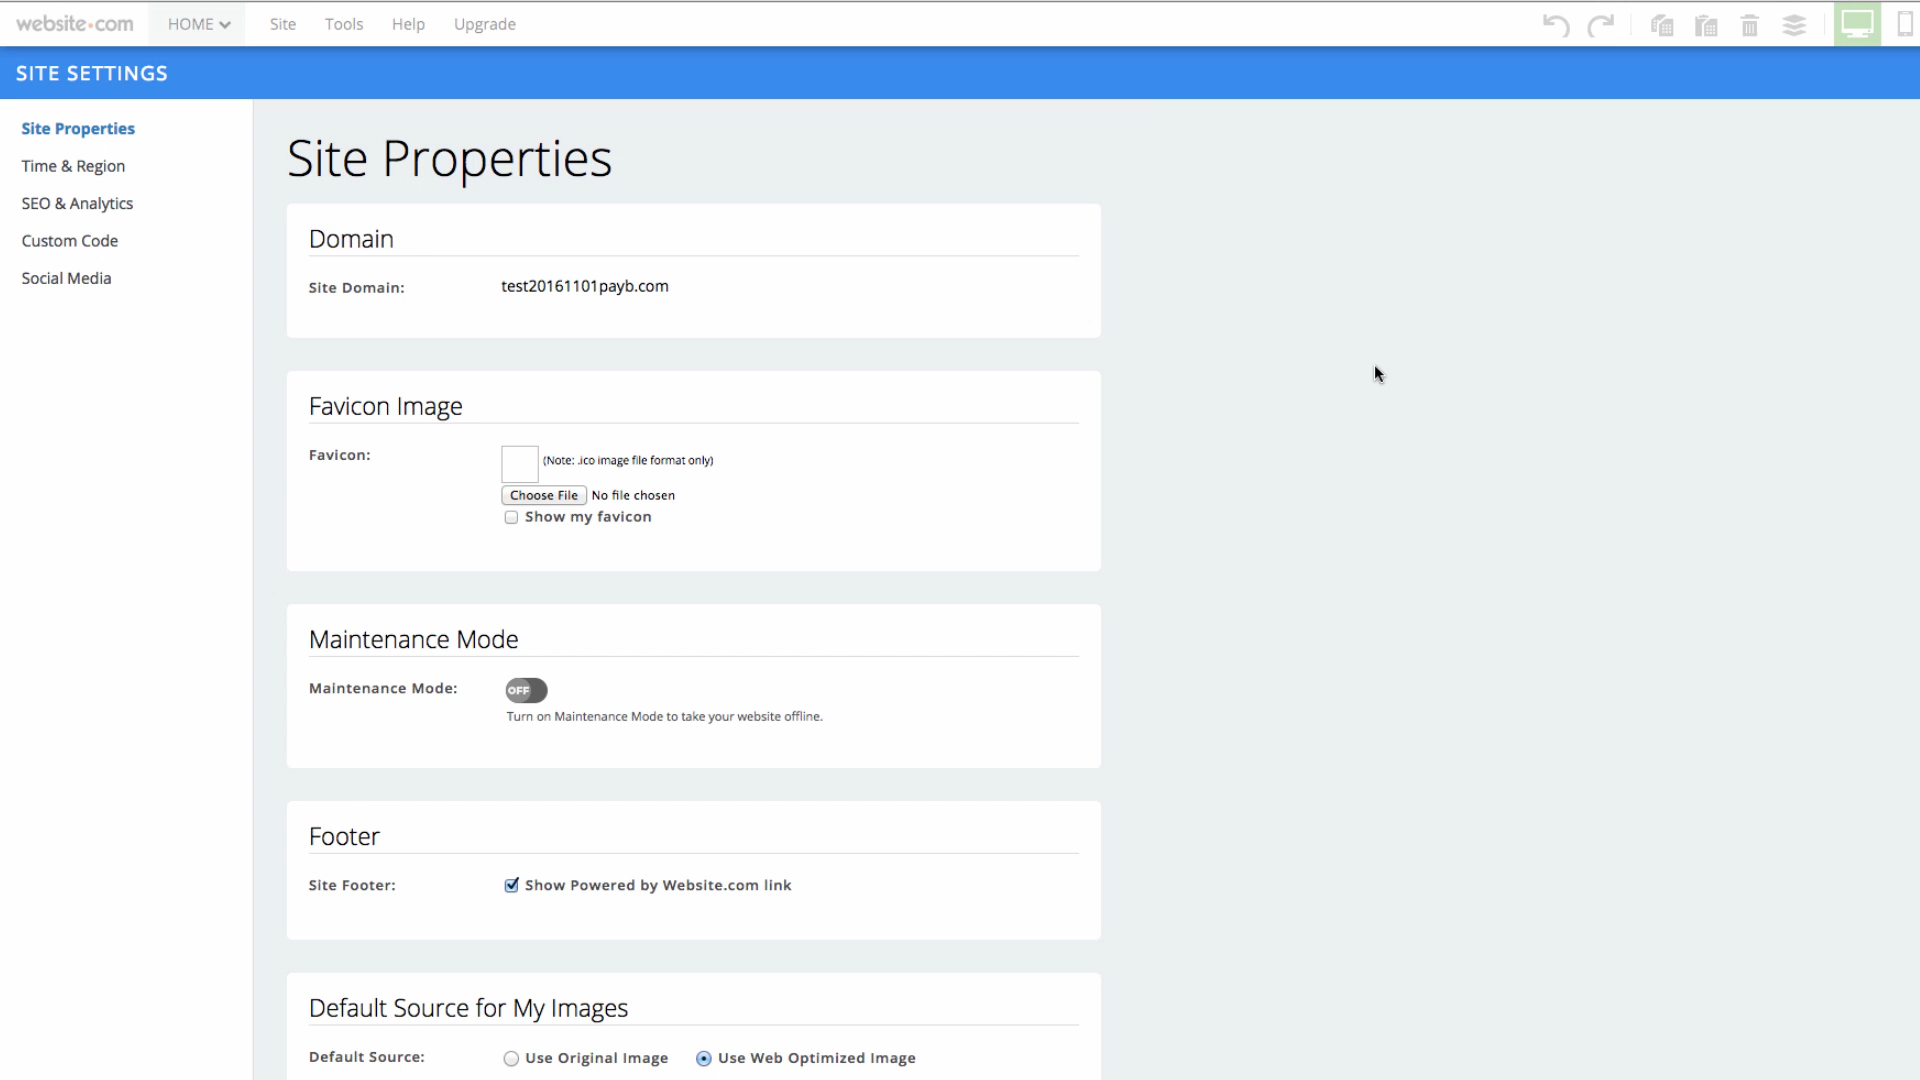 website•com HOME Site Tools Help Upgrade
SITE SETTINGS
Site Properties
Time & Region
SEO & Analytics
Custom Code
Social Media
Site Properties
Domain
Site Domain: test20161101payb.com
Favicon Image
Favicon: (Note: .ico image file format only)
Choose File No file chosen
Show my favicon
Maintenance Mode
Maintenance Mode: OFF
Turn on Maintenance Mode to take your website offline.
Footer
Site Footer: Show Powered by Website.com link
Default Source for My Images
Default Source: Use Original Image Use Web Optimized Image